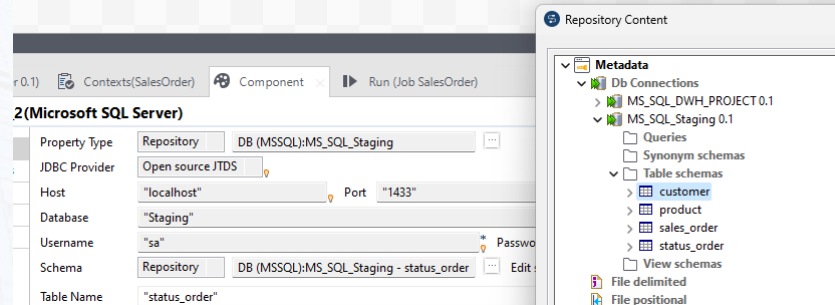 r 0.1) Contexts(SalesOrder) Component Run (Job SalesOrder)
_2(Microsoft SQL Server)
Property Type Repository DB (MSSQL):MS_SQL_Staging ...
JDBC Provider Open source JTDS
Host "localhost" Port "1433"
Database "Staging"
Username "sa" * Passwo
Schema Repository DB (MSSQL):MS_SQL_Staging - status_order ... Edit s
Table Name "status_order"
Repository Content
Metadata
Db Connections
MS_SQL_DWH_PROJECT 0.1
MS_SQL_Staging 0.1
Queries
Synonym schemas
Table schemas
customer
product
sales_order
status_order
View schemas
File delimited
File positional